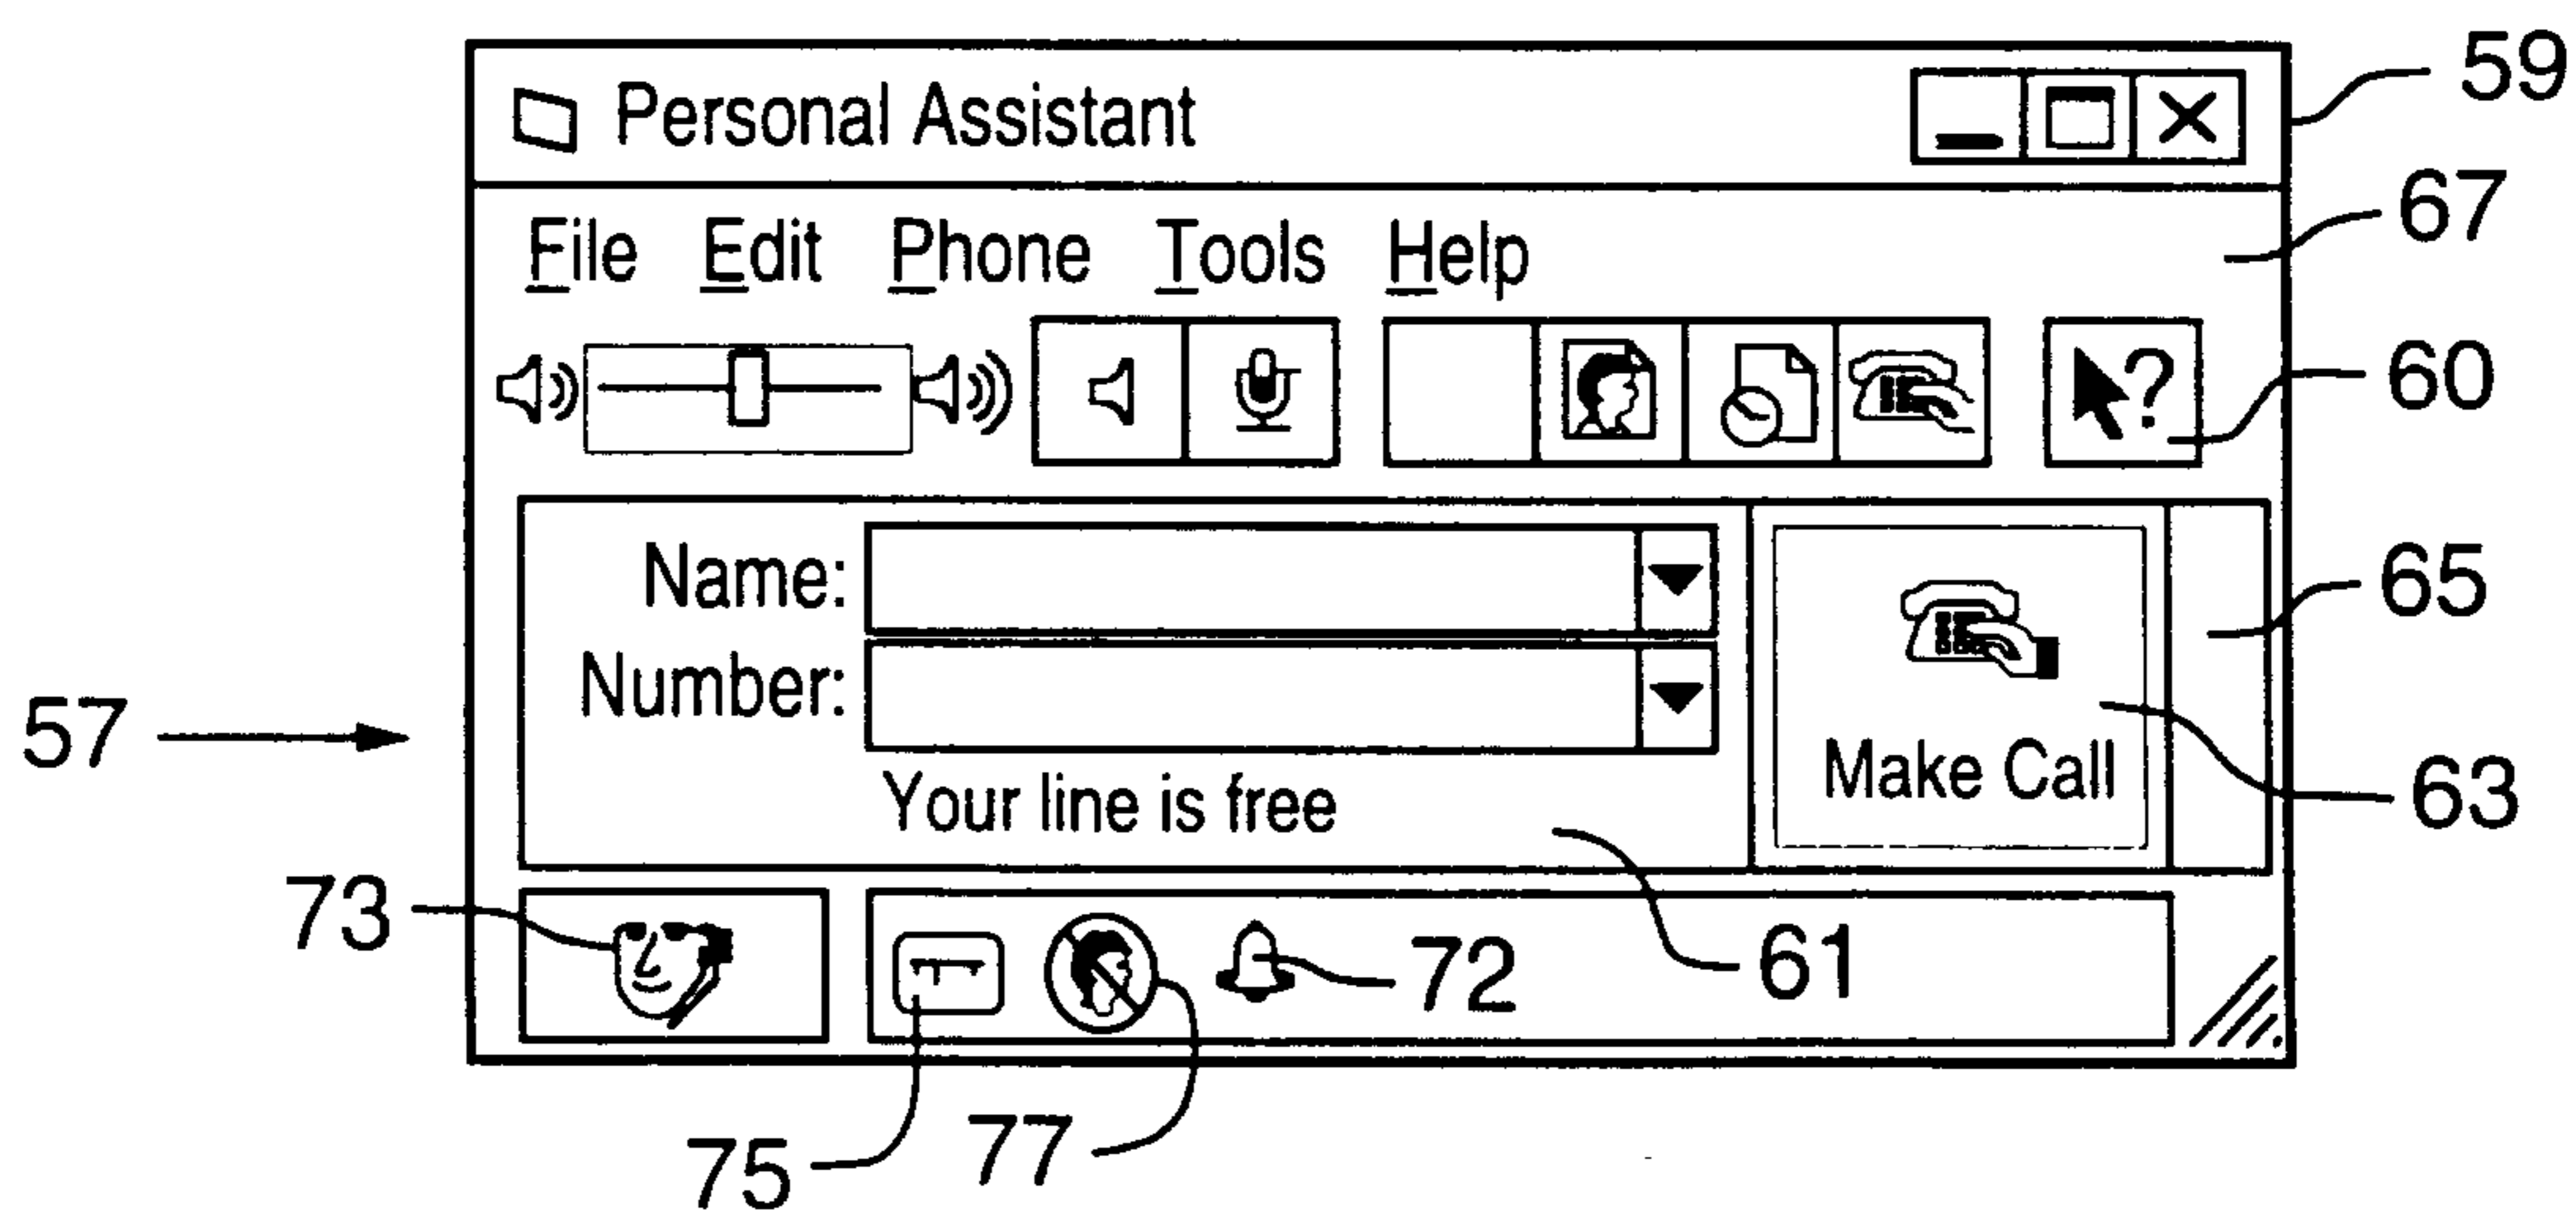 Personal Assistant
59
67
File Edit Phone Tools Help
?
60
Name:
65
Number:
57
Make Call
63
Your line is free
73
72
61
75
77